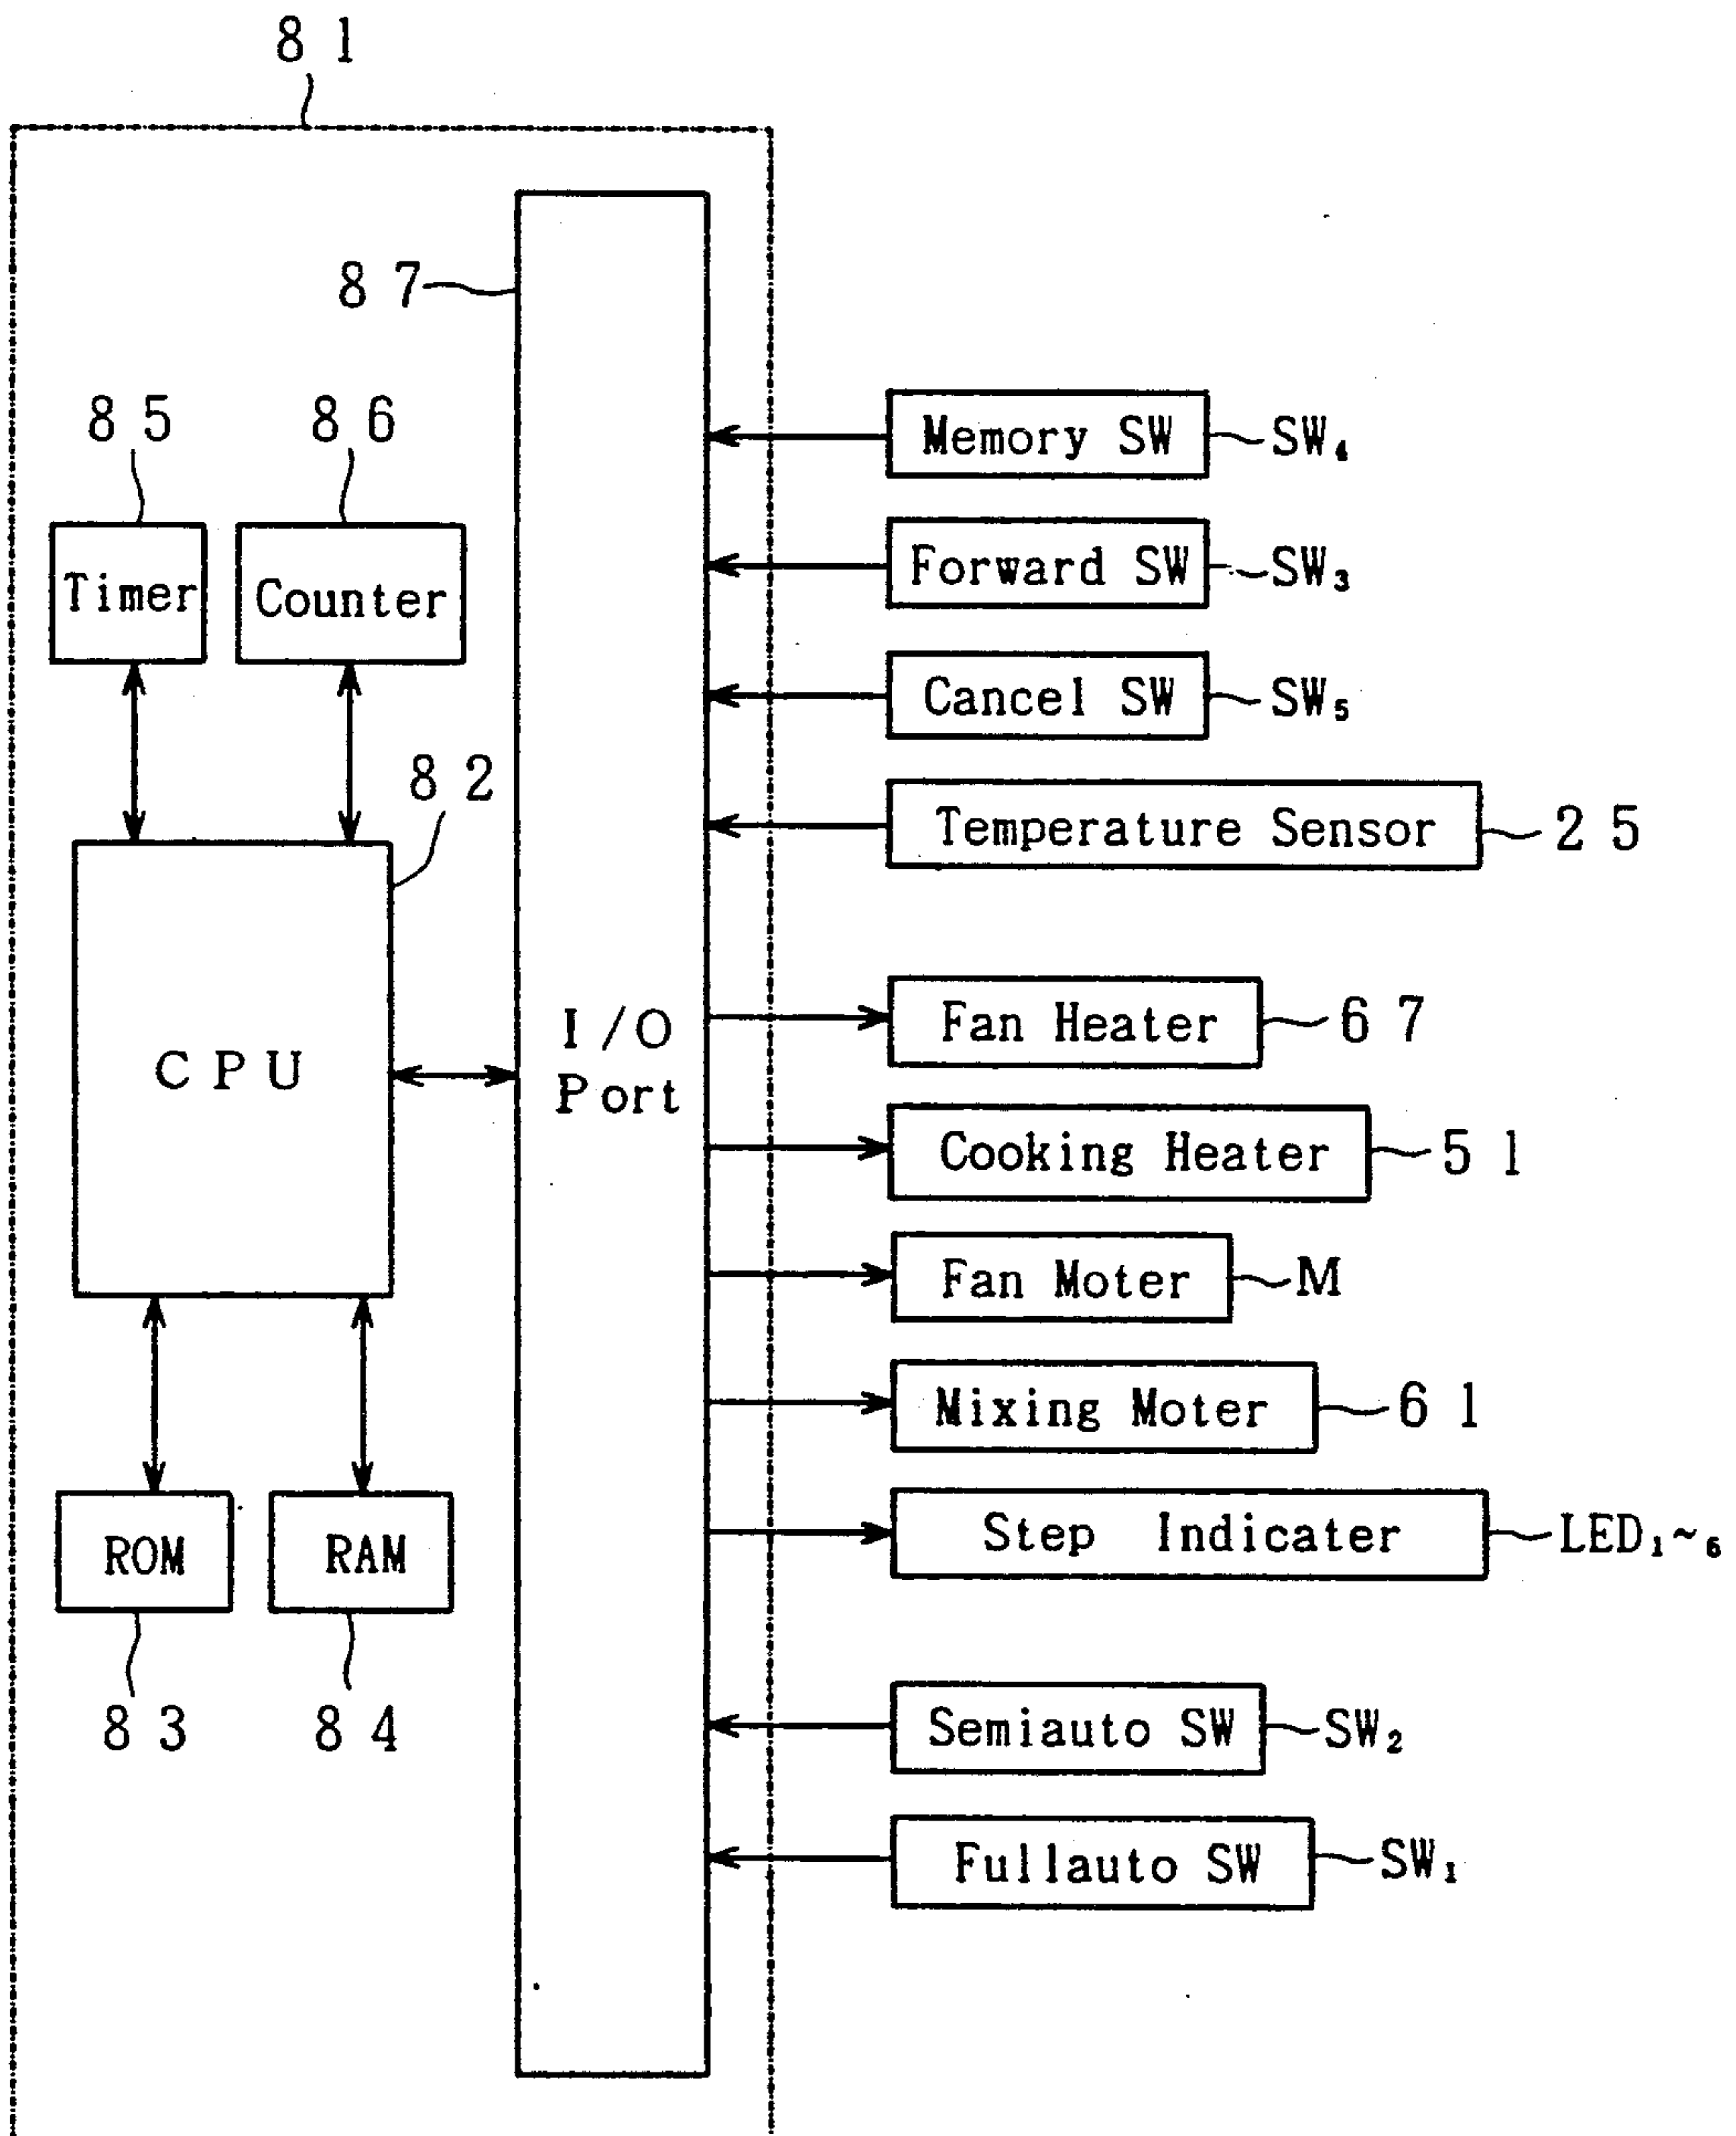 81
87
85
86
Timer
Counter
82
CPU
I/O
Port
ROM
RAM
83
84
Memory SW SW₄
Forward SW SW₃
Cancel SW SW₅
Temperature Sensor 25
Fan Heater 67
Cooking Heater 51
Fan Moter M
Mixing Moter 61
Step Indicater LED₁~₆
Semiauto SW SW₂
Fullauto SW SW₁